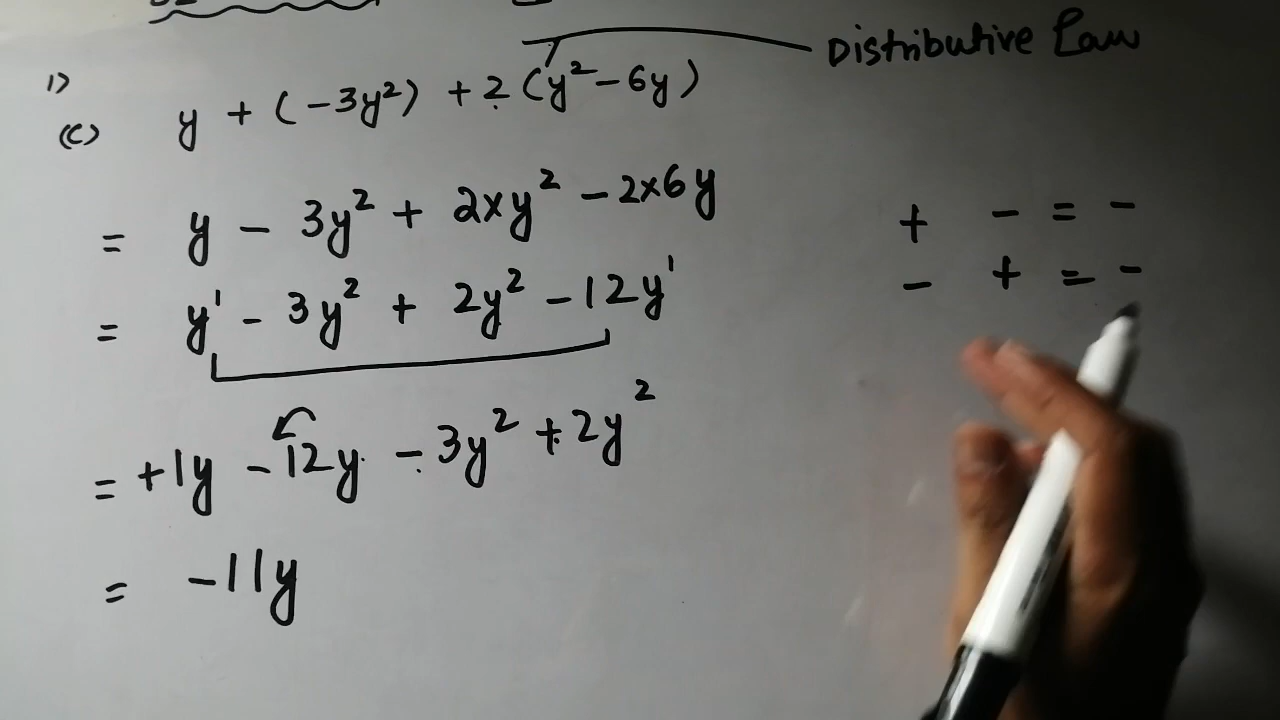 Distributive Law
1)
(c) y + (-3y²) + 2 (y² - 6y)
= y - 3y² + 2xy² - 2x6y
+ - = -
= y¹ - 3y² + 2y² - 12y¹
- + = -
= +1y - 12y - 3y² + 2y²
= -11y